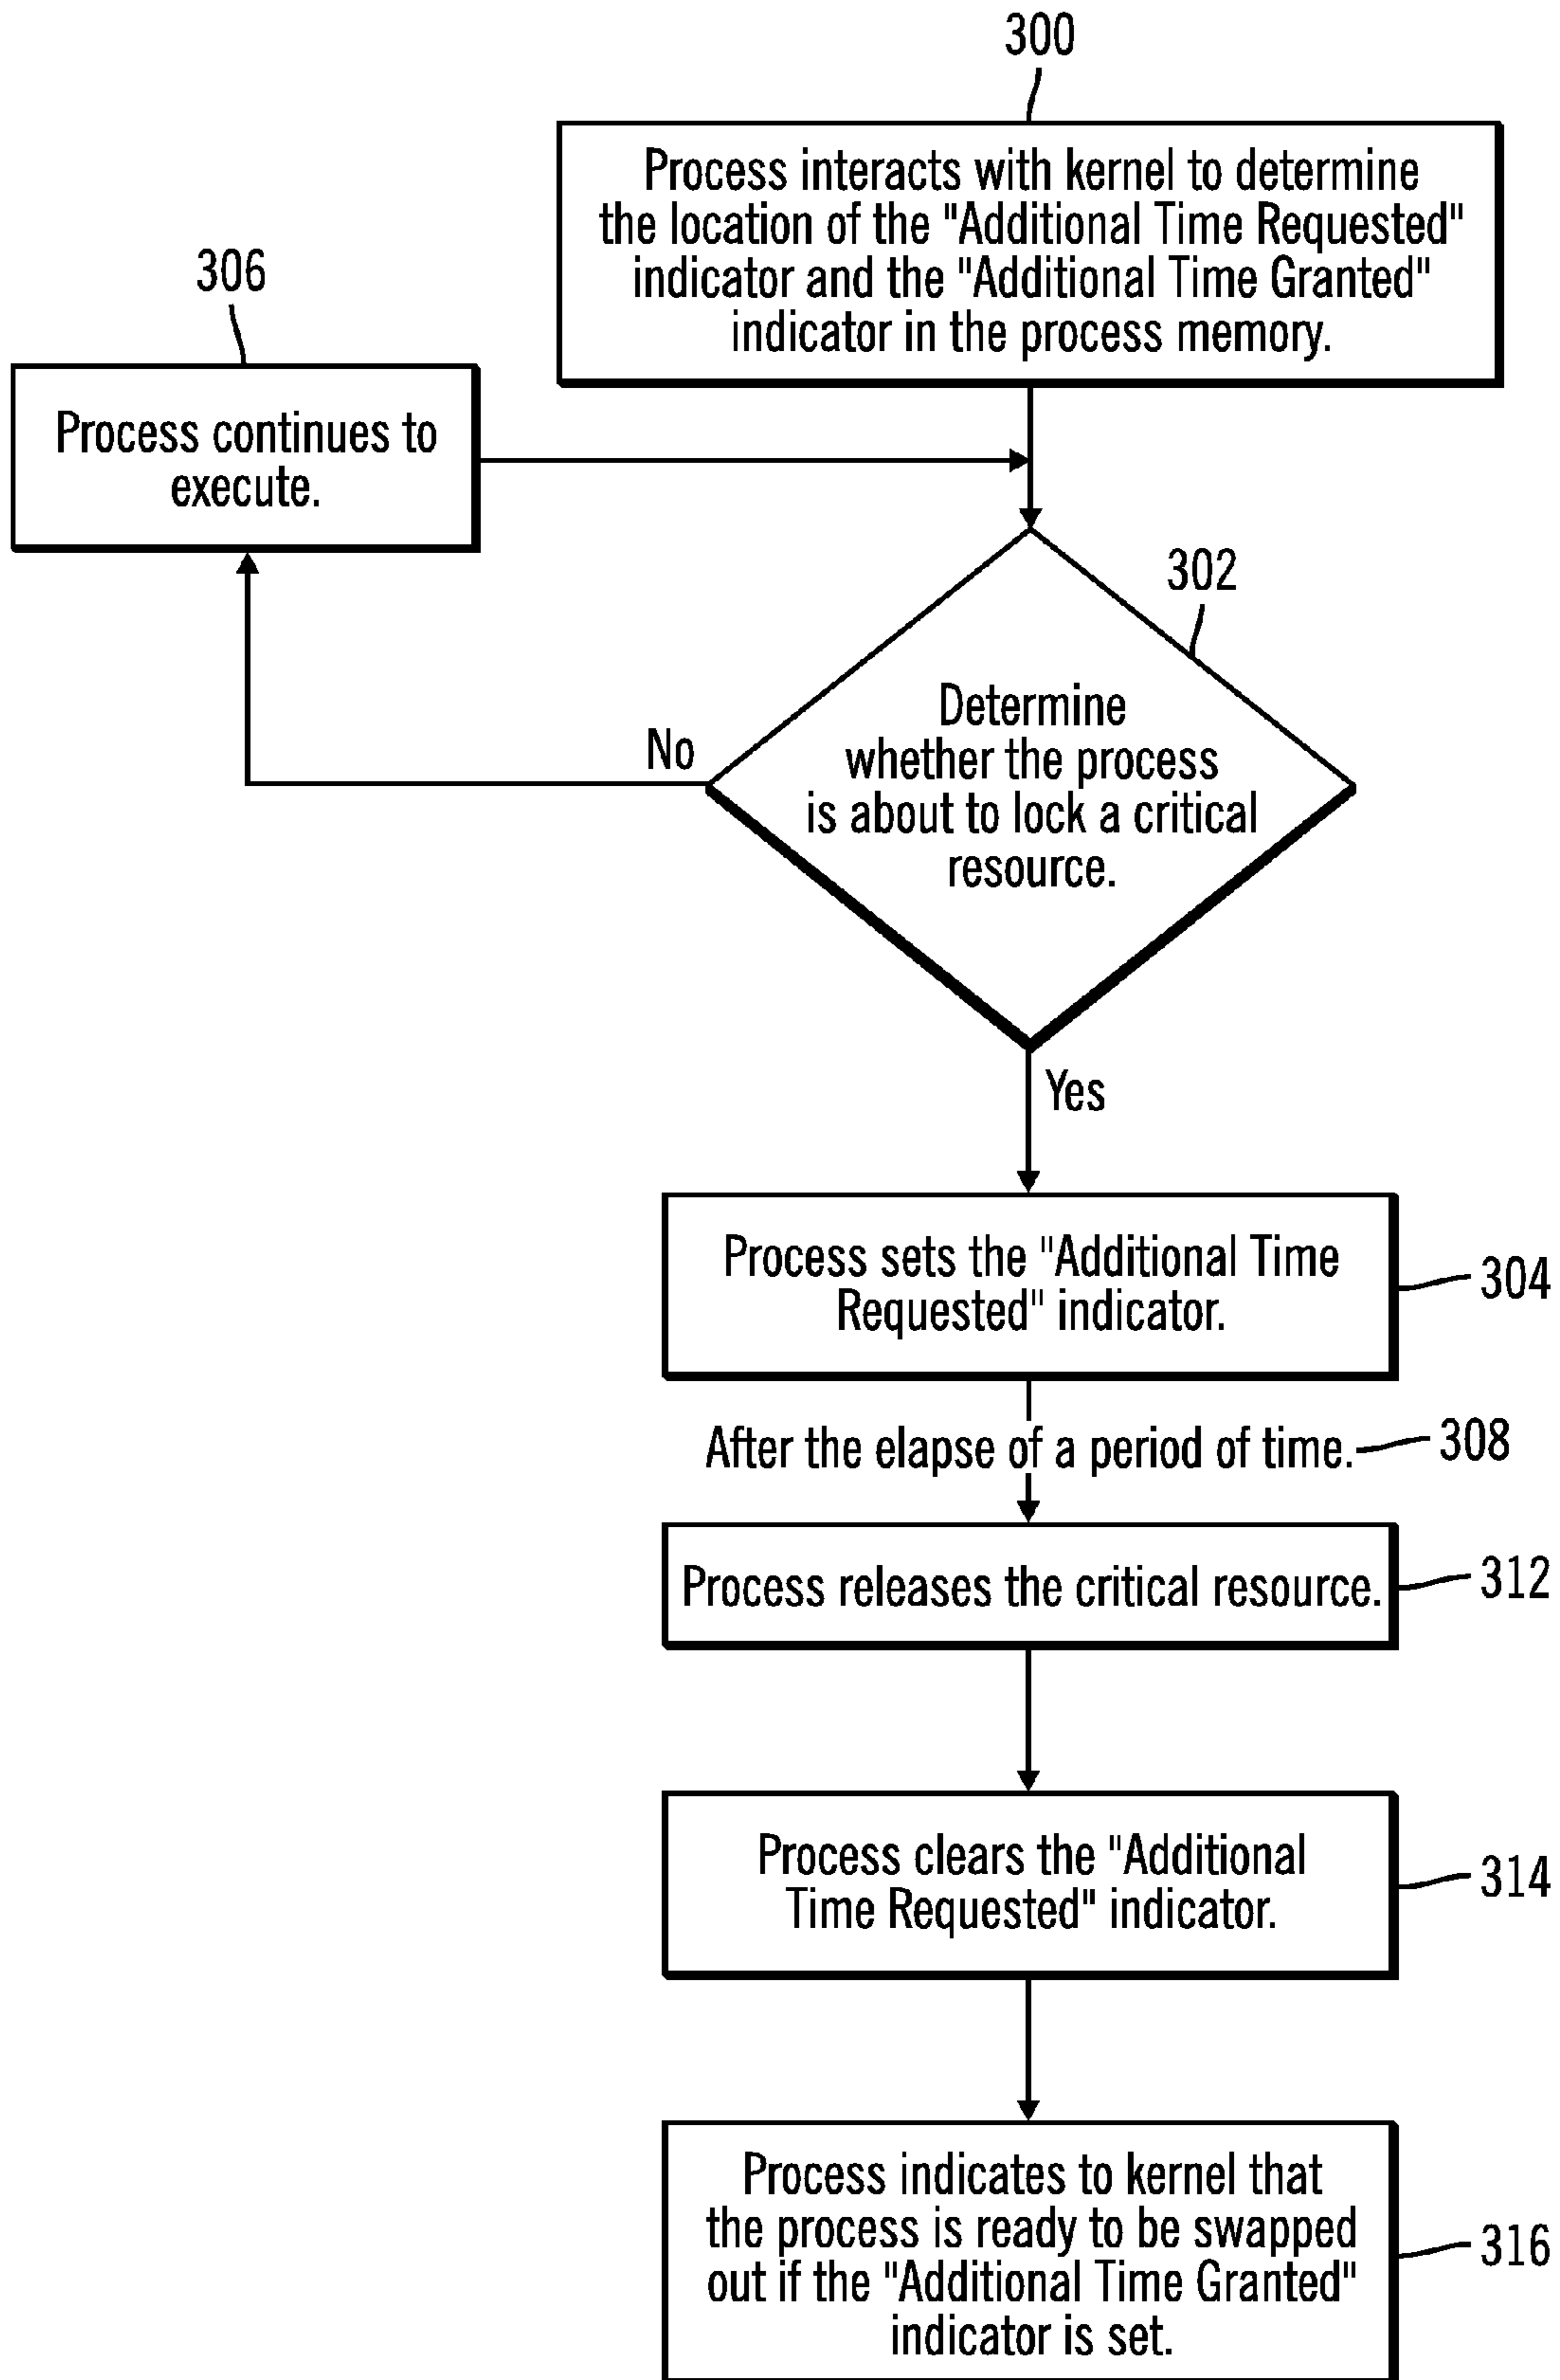 300
Process interacts with kernel to determine
the location of the "Additional Time Requested"
indicator and the "Additional Time Granted"
indicator in the process memory.
306
Process continues to
execute.
302
Determine
whether the process
is about to lock a critical
resource.
No
Yes
Process sets the "Additional Time
Requested" indicator.
304
After the elapse of a period of time.
308
Process releases the critical resource.
312
Process clears the "Additional
Time Requested" indicator.
314
Process indicates to kernel that
the process is ready to be swapped
out if the "Additional Time Granted"
indicator is set.
316